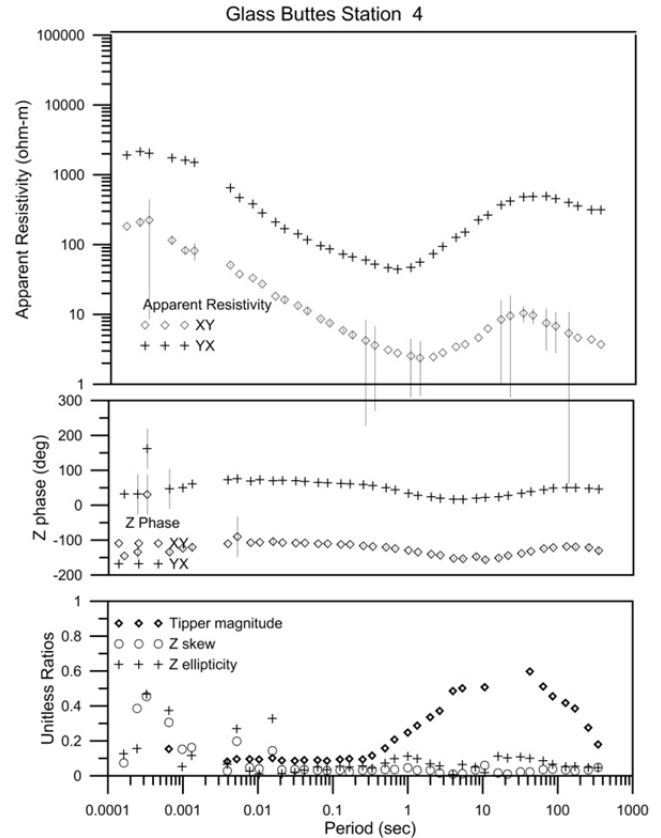 Glass Buttes Station 4
100000
10000
1000
100
10
1
Apparent Resistivity (ohm-m)
Apparent Resistivity
XY
YX
300
200
100
0
-100
-200
Z phase (deg)
Z Phase
XY
YX
1
0.8
0.6
0.4
0.2
0
Unitless Ratios
Tipper magnitude
Z skew
Z ellipticity
0.0001 0.001 0.01 0.1 1 10 100 1000
Period (sec)